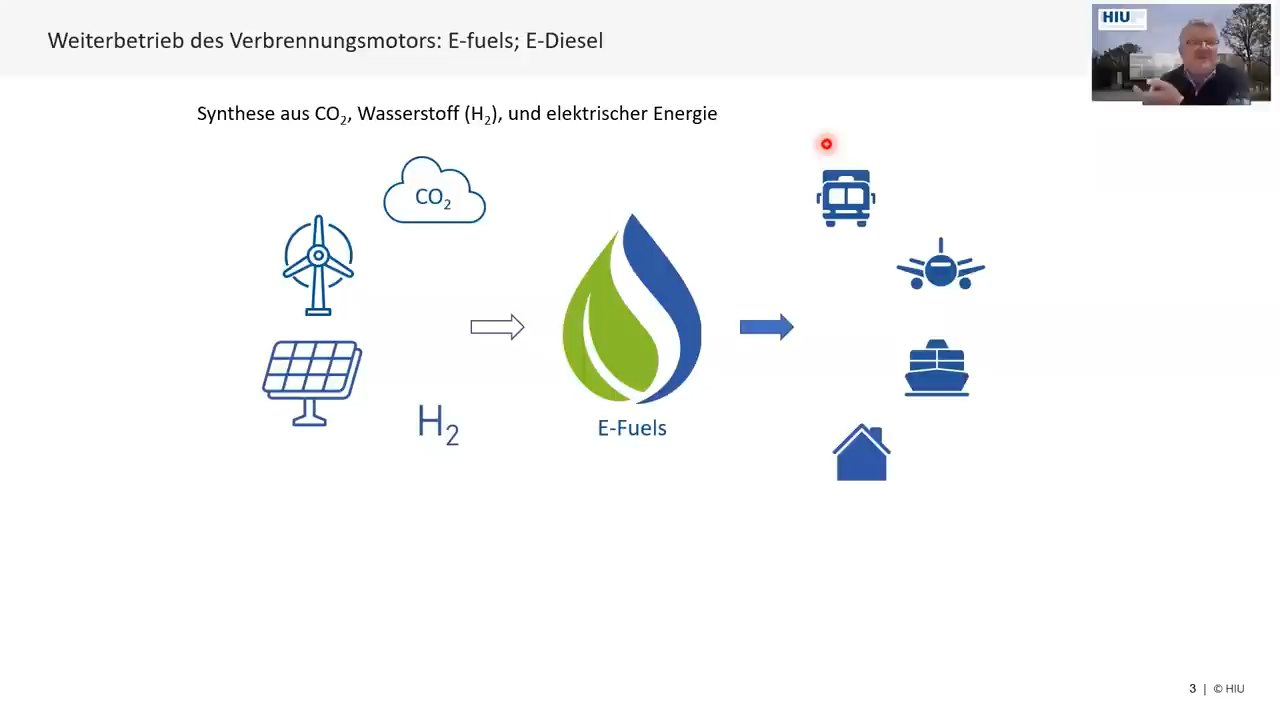 Weiterbetrieb des Verbrennungsmotors: E-fuels; E-Diesel
HIU
Synthese aus CO₂, Wasserstoff (H₂), und elektrischer Energie
CO₂
H₂
E-Fuels
3 | © HIU